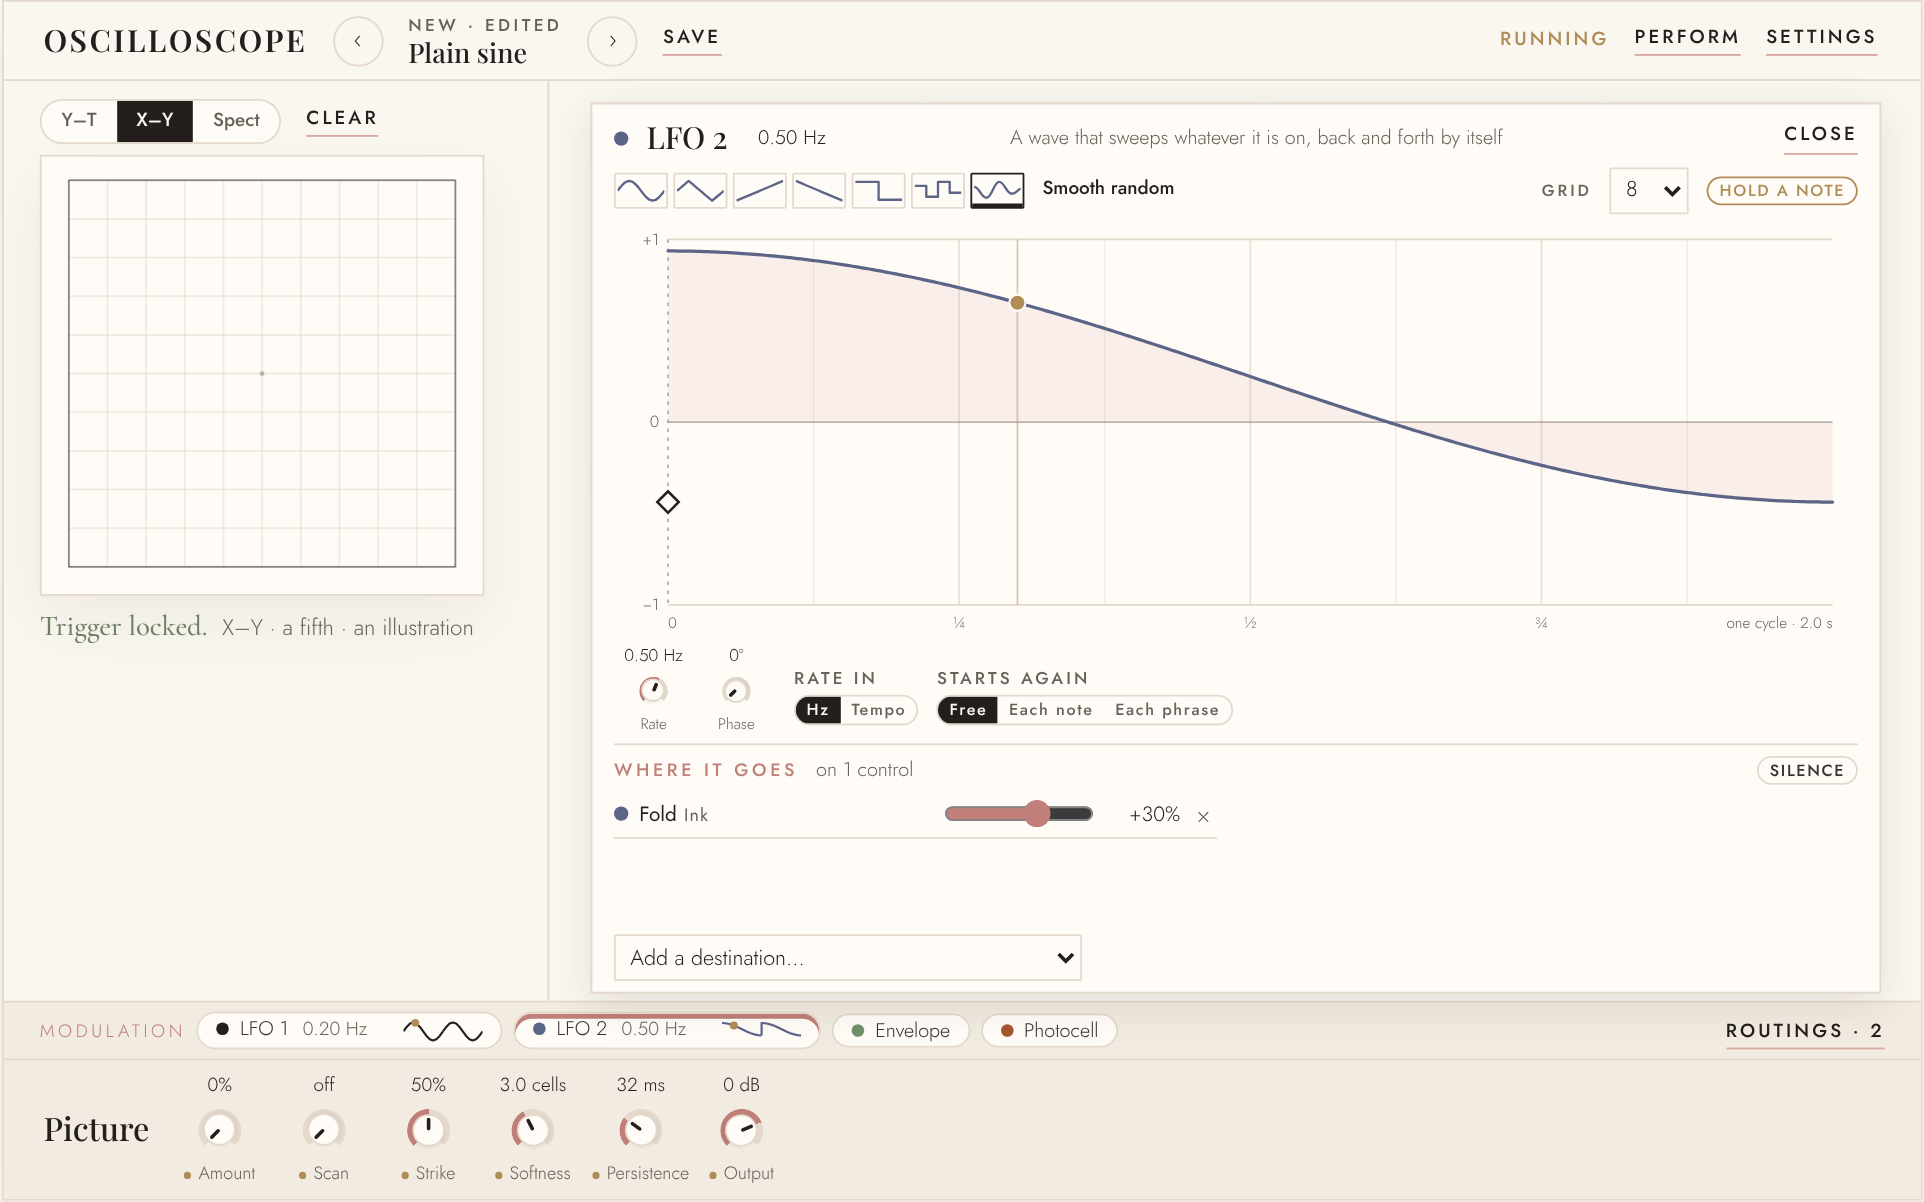 OSCILLOSCOPE
‹
NEW · EDITED
Plain sine
›
SAVE
RUNNING
PERFORM
SETTINGS
Y–T
X–Y
Spect
CLEAR
Trigger locked. X–Y · a fifth · an illustration
LFO 2
0.50 Hz
A wave that sweeps whatever it is on, back and forth by itself
CLOSE
Smooth random
GRID
8
HOLD A NOTE
+1
0
−1
0
¼
½
¾
one cycle · 2.0 s
0.50 Hz
Rate
0°
Phase
RATE IN
Hz
Tempo
STARTS AGAIN
Free
Each note
Each phrase
WHERE IT GOES
on 1 control
SILENCE
Fold Ink
+30%
×
Add a destination...
MODULATION
LFO 1 0.20 Hz
LFO 2 0.50 Hz
Envelope
Photocell
ROUTINGS · 2
Picture
0%
Amount
off
Scan
50%
Strike
3.0 cells
Softness
32 ms
Persistence
0 dB
Output